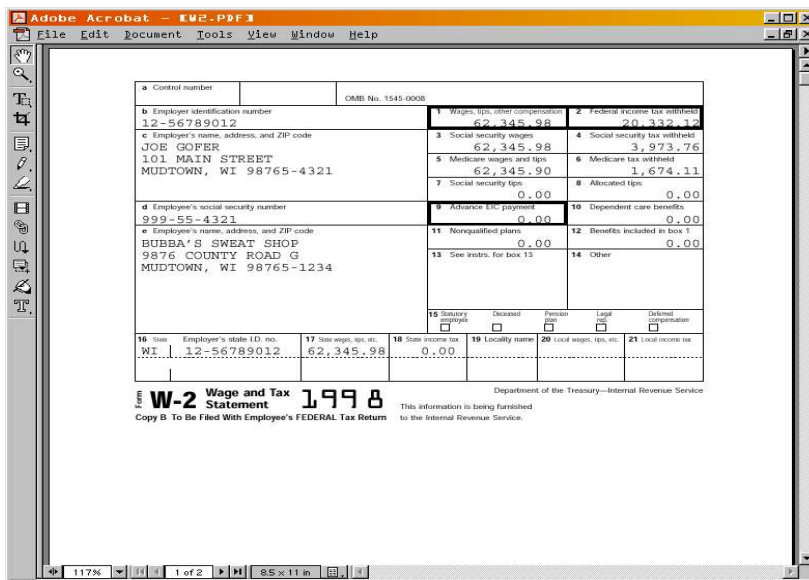 Adobe Acrobat - [W2.PDF]
File Edit Document Tools View Window Help
a Control number
OMB No. 1545-0008
b Employer identification number
12-56789012
1 Wages, tips, other compensation
62,345.98
2 Federal income tax withheld
20,332.12
c Employer's name, address, and ZIP code
JOE GOFER
101 MAIN STREET
MUDTOWN, WI 98765-4321
3 Social security wages
62,345.98
4 Social security tax withheld
3,973.76
5 Medicare wages and tips
62,345.90
6 Medicare tax withheld
1,674.11
7 Social security tips
0.00
8 Allocated tips
0.00
d Employee's social security number
999-55-4321
9 Advance EIC payment
0.00
10 Dependent care benefits
0.00
e Employee's name, address, and ZIP code
BUBBA'S SWEAT SHOP
9876 COUNTY ROAD G
MUDTOWN, WI 98765-1234
11 Nonqualified plans
0.00
12 Benefits included in box 1
0.00
13 See instrs. for box 13
14 Other
15 Statutory employee
Deceased
Pension plan
Legal rep.
Deferred compensation
16 State Employer's state I.D. no.
WI 12-56789012
17 State wages, tips, etc.
62,345.98
18 State income tax
0.00
19 Locality name
20 Local wages, tips, etc.
21 Local income tax
Form W-2 Wage and Tax Statement 1998
Department of the Treasury—Internal Revenue Service
This information is being furnished
to the Internal Revenue Service.
Copy B To Be Filed With Employee's FEDERAL Tax Return
117% 1 of 2 8.5 x 11 in